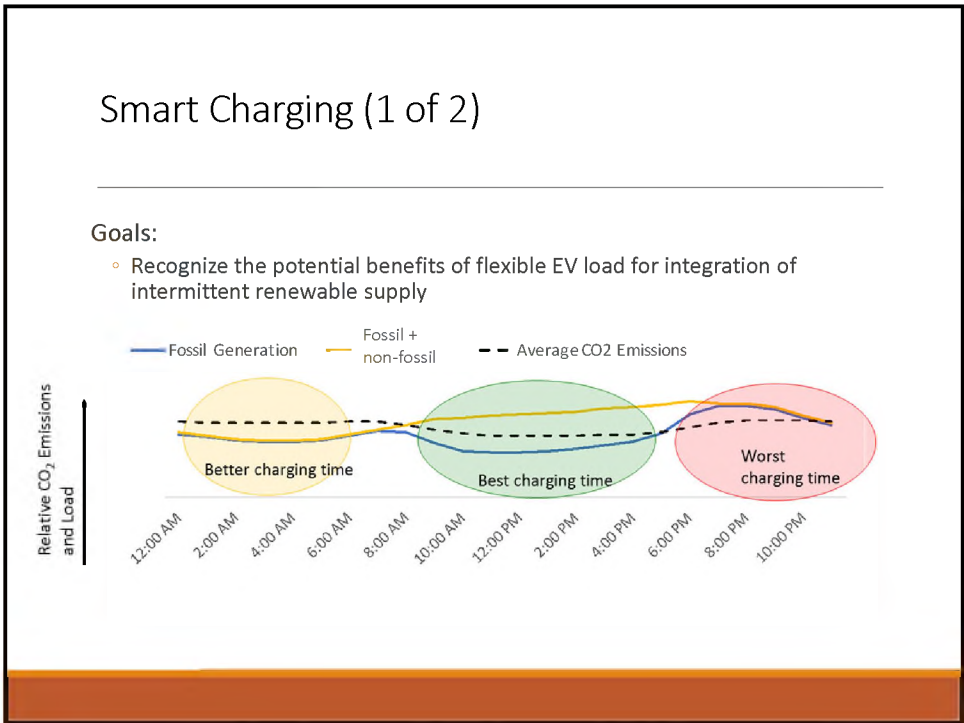 Smart Charging (1 of 2)
Goals:
◦ Recognize the potential benefits of flexible EV load for integration of
intermittent renewable supply
Fossil Generation
Fossil +
non-fossil
Average CO2 Emissions
Relative CO₂ Emissions
and Load
Better charging time
Best charging time
Worst
charging time
12:00 AM
2:00 AM
4:00 AM
6:00 AM
8:00 AM
10:00 AM
12:00 PM
2:00 PM
4:00 PM
6:00 PM
8:00 PM
10:00 PM